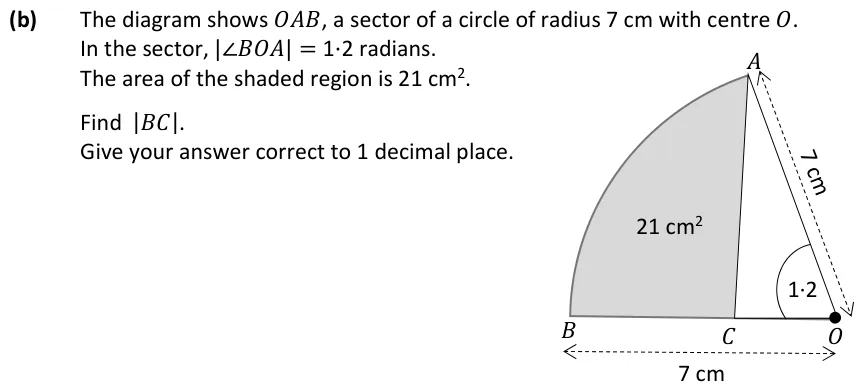 (b) The diagram shows OAB, a sector of a circle of radius 7 cm with centre O.
In the sector, |∠BOA| = 1·2 radians.
The area of the shaded region is 21 cm².
Find |BC|.
Give your answer correct to 1 decimal place.
A
7 cm
21 cm²
1·2
B
C
O
7 cm